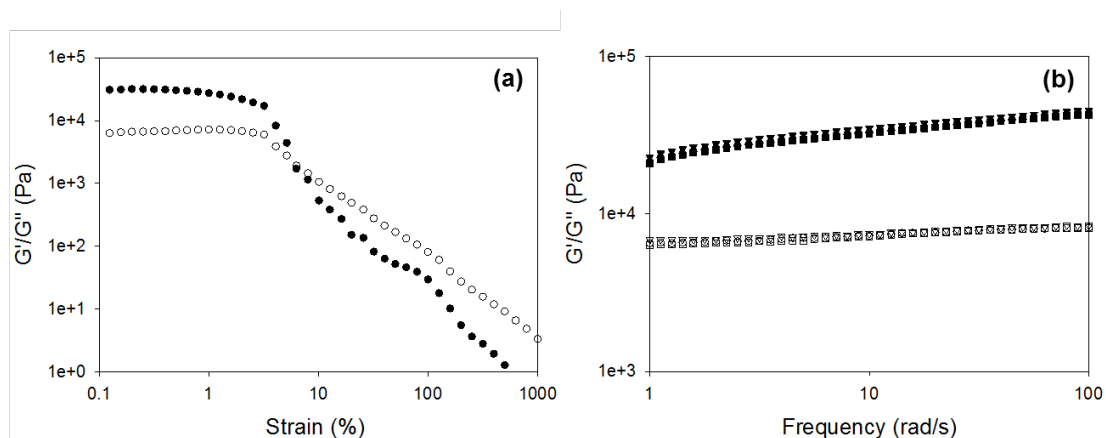 (a)
1e+5
1e+4
1e+3
1e+2
1e+1
1e+0
G'/G" (Pa)
0.1 1 10 100 1000
Strain (%)
(b)
1e+5
1e+4
1e+3
G'/G" (Pa)
1 10 100
Frequency (rad/s)